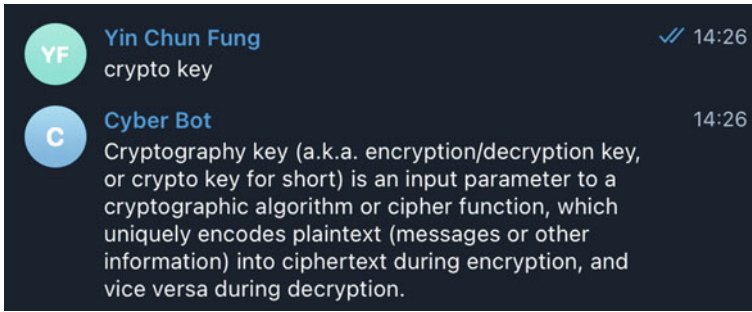 YF
Yin Chun Fung
14:26
crypto key
C
Cyber Bot
14:26
Cryptography key (a.k.a. encryption/decryption key,
or crypto key for short) is an input parameter to a
cryptographic algorithm or cipher function, which
uniquely encodes plaintext (messages or other
information) into ciphertext during encryption, and
vice versa during decryption.